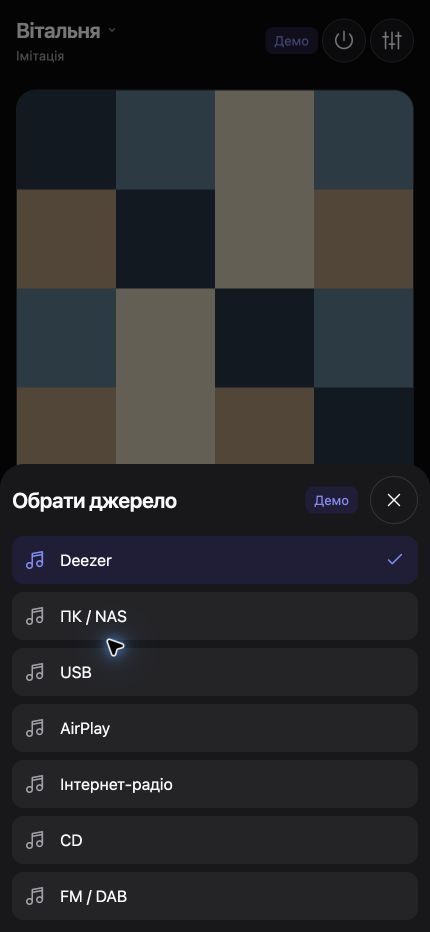 Вітальня
Імітація
Демо
Обрати джерело
Демо
Deezer
ПК / NAS
USB
AirPlay
Інтернет-радіо
CD
FM / DAB